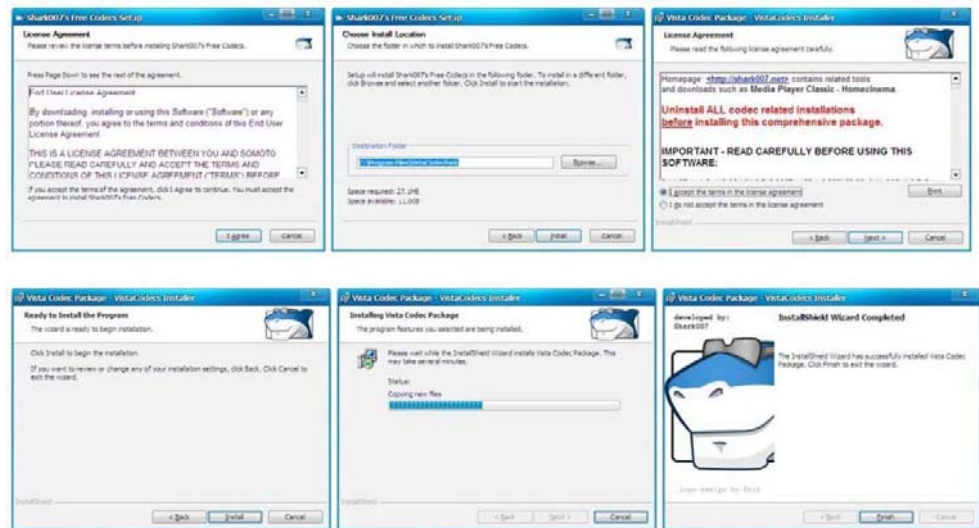 Shark007's Free Codecs Setup
License Agreement
Please review the license terms before installing Shark007's Free Codecs.
Press Page Down to see the rest of the agreement.
End User License Agreement
By downloading, installing or using this Software ("Software") or any
portion thereof, you agree to the terms and conditions of this End User
License Agreement
THIS IS A LICENSE AGREEMENT BETWEEN YOU AND SOMOTO
PLEASE READ CAREFULLY AND ACCEPT THE TERMS AND
CONDITIONS OF THIS LICENSE AGREEMENT ("TERMS") BEFORE
If you accept the terms of the agreement, click I Agree to continue. You must accept the
agreement to install Shark007's Free Codecs.
I Agree
Cancel
Shark007's Free Codecs Setup
Choose Install Location
Choose the folder in which to install Shark007's Free Codecs.
Setup will install Shark007's Free Codecs in the following folder. To install in a different folder,
click Browse and select another folder. Click Install to start the installation.
Destination Folder
C:\Program Files\VistaCodecPack
Browse...
Space required: 27.1MB
Space available: 11.0GB
< Back
Install
Cancel
Vista Codec Package - VistaCodecs Installer
License Agreement
Please read the following license agreement carefully.
Homepage <http://shark007.net> contains related tools
and downloads such as Media Player Classic - Homecinema.
Uninstall ALL codec related installations
before installing this comprehensive package.
IMPORTANT - READ CAREFULLY BEFORE USING THIS
SOFTWARE:
I accept the terms in the license agreement
Print
I do not accept the terms in the license agreement
InstallShield
< Back
Next >
Cancel
Vista Codec Package - VistaCodecs Installer
Ready to Install the Program
The wizard is ready to begin installation.
Click Install to begin the installation.
If you want to review or change any of your installation settings, click Back. Click Cancel to
exit the wizard.
InstallShield
< Back
Install
Cancel
Vista Codec Package - VistaCodecs Installer
Installing Vista Codec Package
The program features you selected are being installed.
Please wait while the InstallShield Wizard installs Vista Codec Package. This
may take several minutes.
Status:
Copying new files
InstallShield
< Back
Next >
Cancel
Vista Codec Package - VistaCodecs Installer
developed by:
Shark007
InstallShield Wizard Completed
The InstallShield Wizard has successfully installed Vista Codec
Package. Click Finish to exit the wizard.
< Back
Finish
Cancel